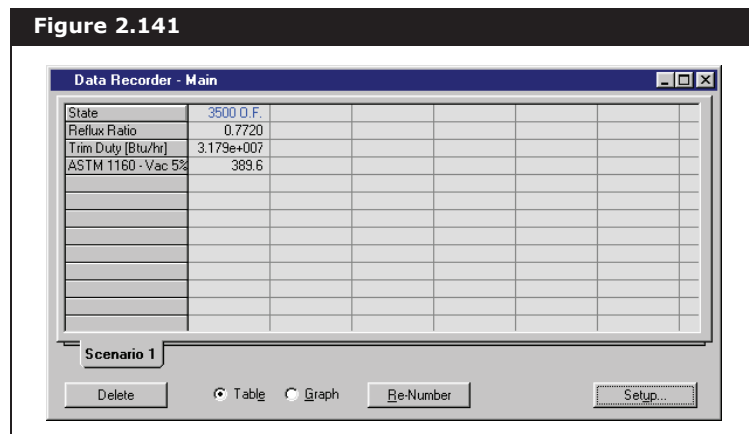 Figure 2.141
Data Recorder - Main
State 3500 O.F.
Reflux Ratio 0.7720
Trim Duty [Btu/hr] 3.179e+007
ASTM 1160 - Vac 5% 389.6
Scenario 1
Delete Table Graph Re-Number Setup...